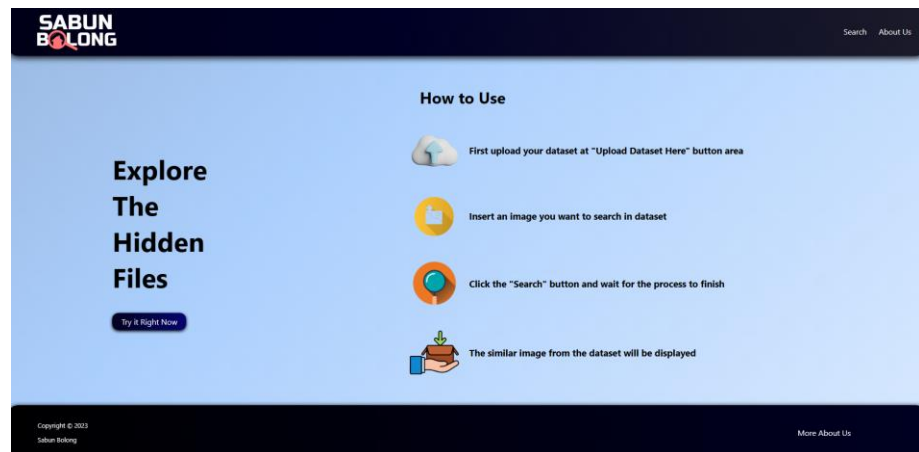 SABUN
BOLONG
Search About Us
How to Use
First upload your dataset at "Upload Dataset Here" button area
Explore
The
Hidden
Files
Insert an image you want to search in dataset
Click the "Search" button and wait for the process to finish
Try it Right Now
The similar image from the dataset will be displayed
Copyright © 2023
Sabun Bolong
More About Us